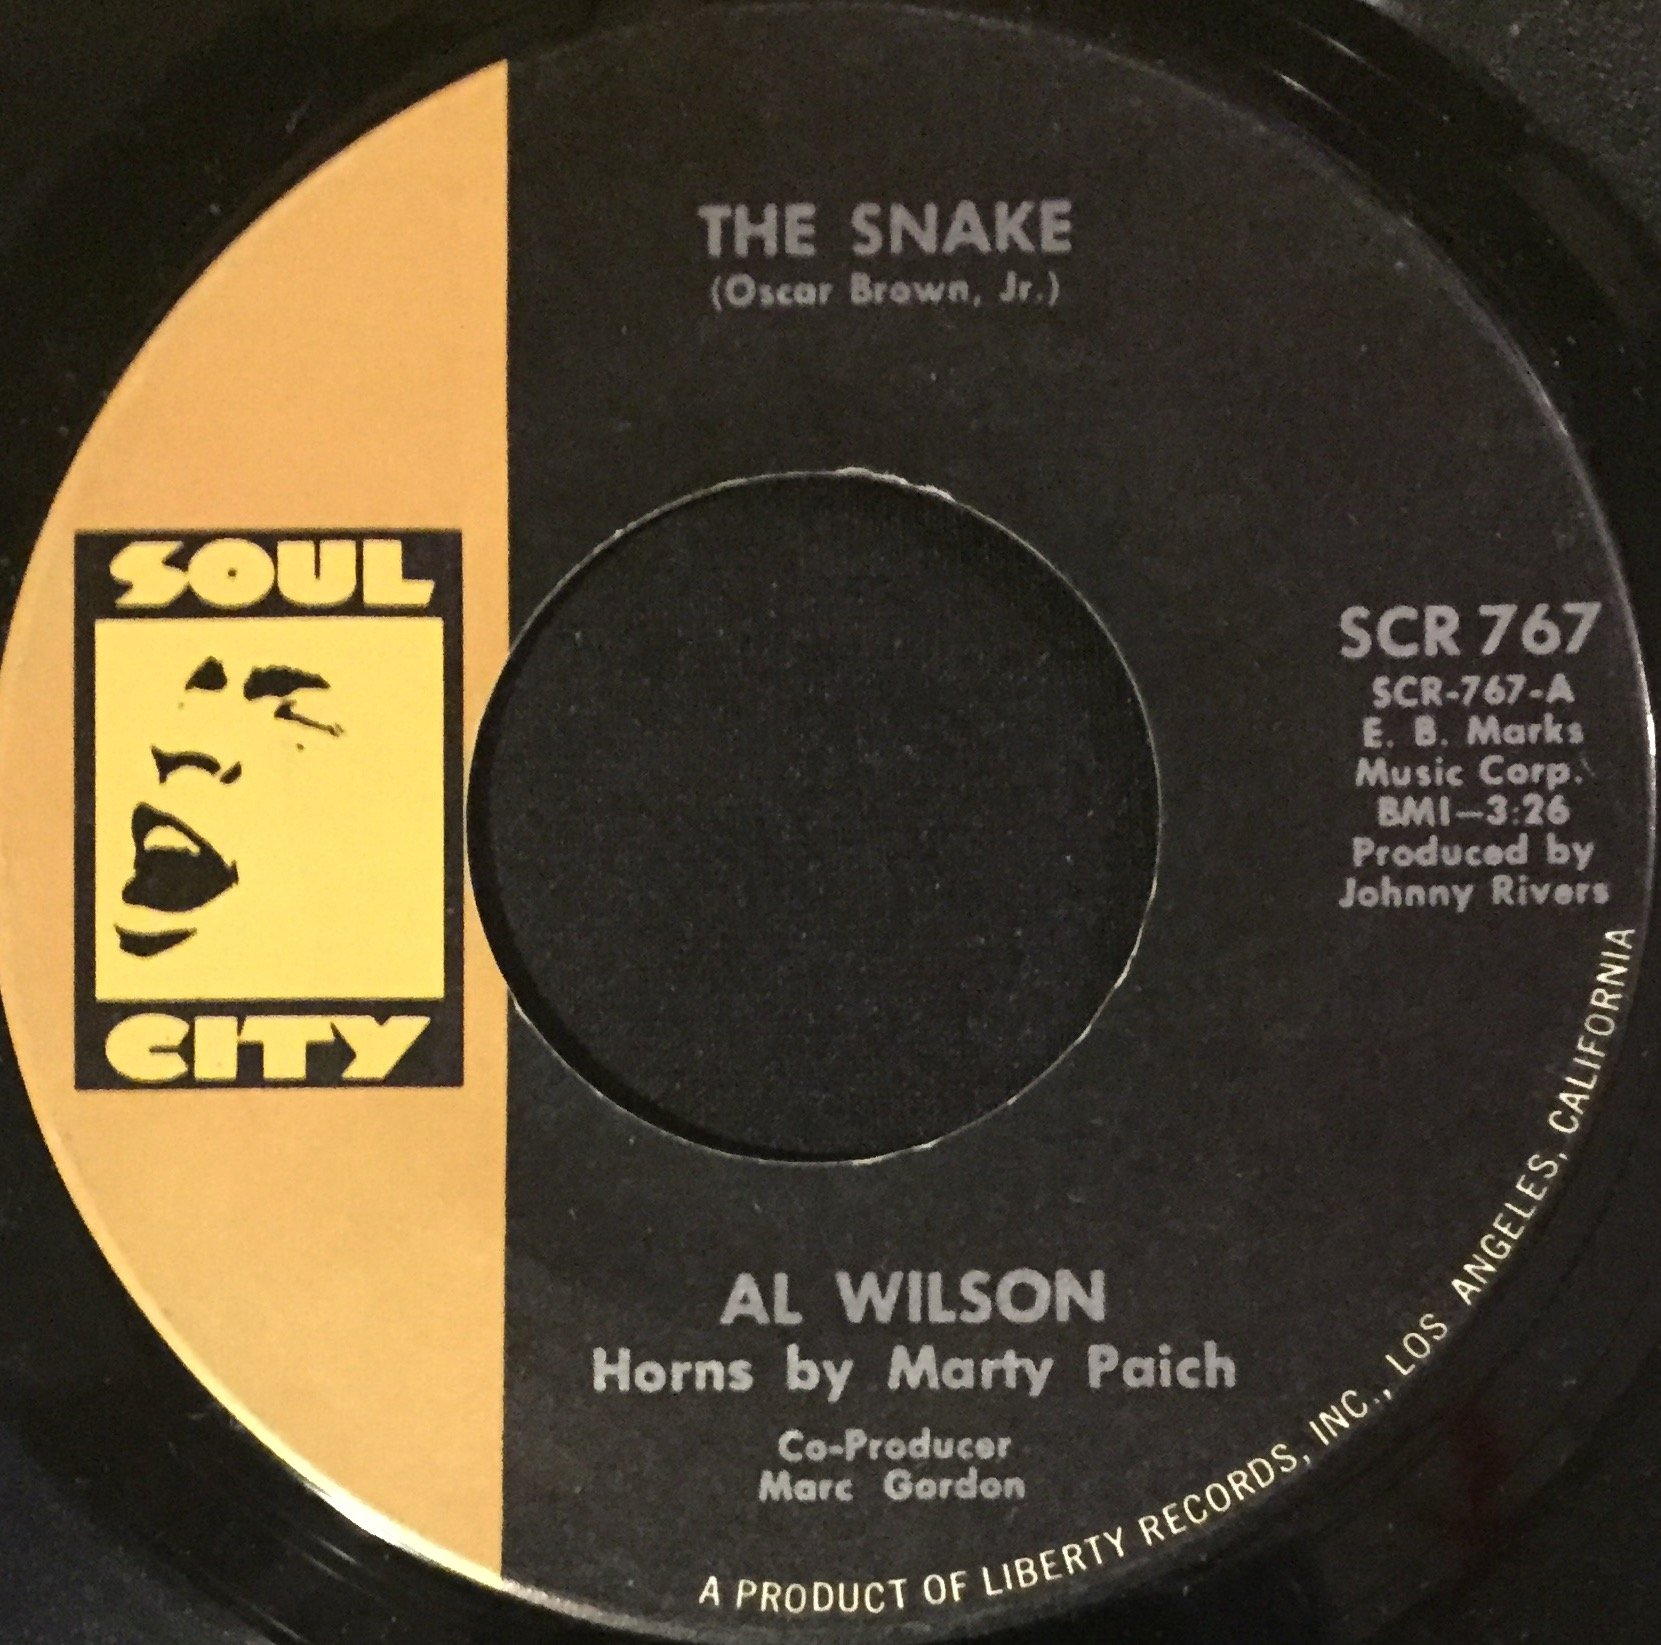 THE SNAKE
(Oscar Brown, Jr.)
SOUL
CITY
SCR 767
SCR-767-A
E. B. Marks
Music Corp.
BMI—3:26
Produced by
Johnny Rivers
AL WILSON
Horns by Marty Paich
Co-Producer
Marc Gordon
A PRODUCT OF LIBERTY RECORDS, INC., LOS ANGELES, CALIFORNIA